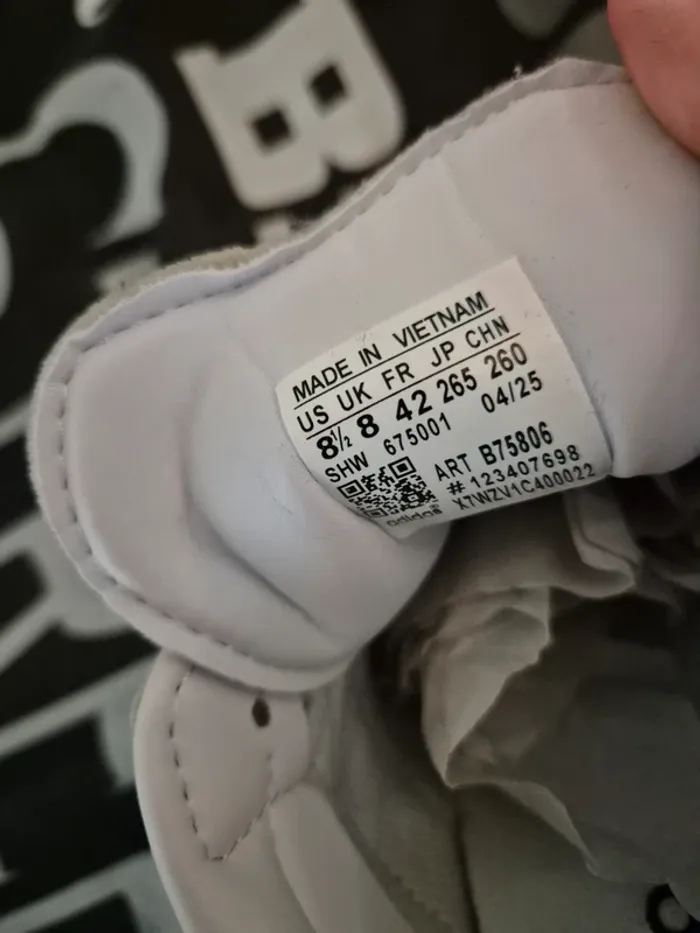 MADE IN VIETNAM
US UK FR JP CHN
8½ 8 42 265 260
SHW 675001 04/25
ART B75806
# 123407698
X7WZV1C400022
adidas
B